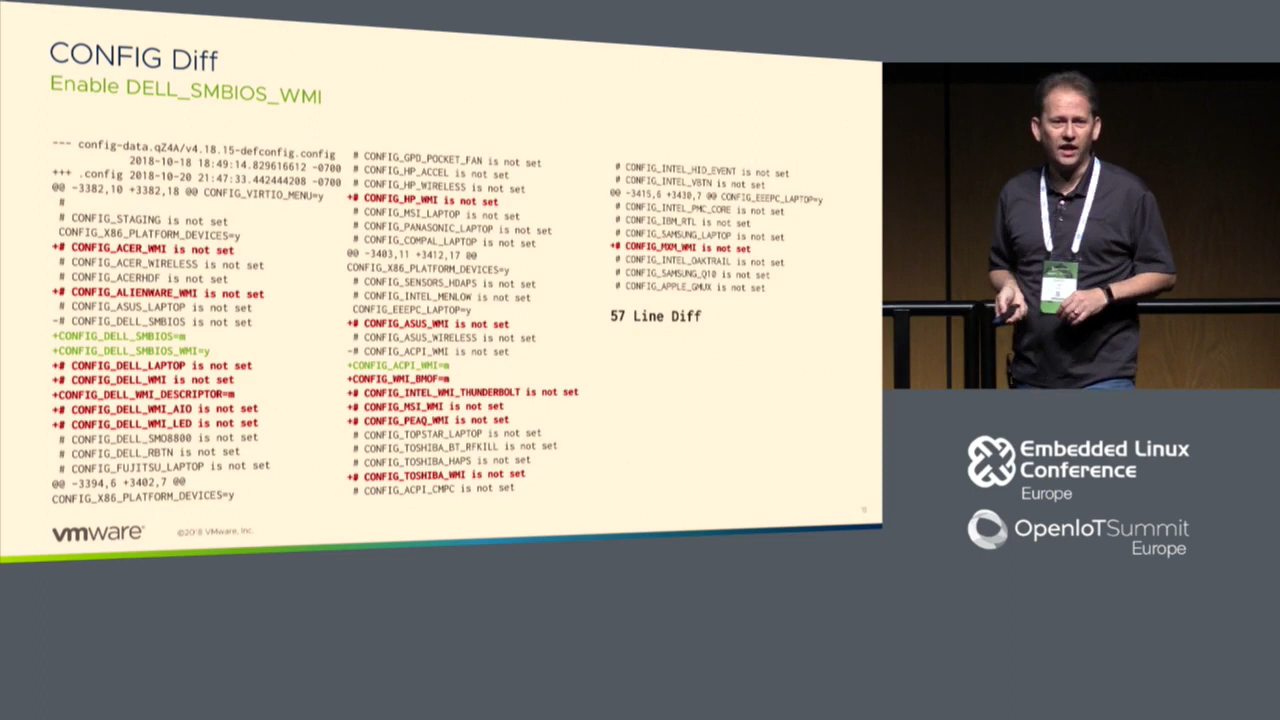 CONFIG Diff
Enable DELL_SMBIOS_WMI
--- config-data.qZ4A/v4.18.15-defconfig.config
2018-10-18 18:49:14.829616612 -0700
+++ .config 2018-10-20 21:47:33.442444208 -0700
@@ -3382,10 +3382,18 @@ CONFIG_VIRTIO_MENU=y
#
# CONFIG_STAGING is not set
CONFIG_X86_PLATFORM_DEVICES=y
+# CONFIG_ACER_WMI is not set
# CONFIG_ACER_WIRELESS is not set
# CONFIG_ACERHDF is not set
+# CONFIG_ALIENWARE_WMI is not set
# CONFIG_ASUS_LAPTOP is not set
-# CONFIG_DELL_SMBIOS is not set
+CONFIG_DELL_SMBIOS=m
+CONFIG_DELL_SMBIOS_WMI=y
+# CONFIG_DELL_LAPTOP is not set
+# CONFIG_DELL_WMI is not set
+CONFIG_DELL_WMI_DESCRIPTOR=m
+# CONFIG_DELL_WMI_AIO is not set
+# CONFIG_DELL_WMI_LED is not set
# CONFIG_DELL_SMO8800 is not set
# CONFIG_DELL_RBTN is not set
# CONFIG_FUJITSU_LAPTOP is not set
@@ -3394,6 +3402,7 @@
CONFIG_X86_PLATFORM_DEVICES=y
# CONFIG_GPD_POCKET_FAN is not set
# CONFIG_HP_ACCEL is not set
# CONFIG_HP_WIRELESS is not set
+# CONFIG_HP_WMI is not set
# CONFIG_MSI_LAPTOP is not set
# CONFIG_PANASONIC_LAPTOP is not set
# CONFIG_COMPAL_LAPTOP is not set
@@ -3403,11 +3412,17 @@
CONFIG_X86_PLATFORM_DEVICES=y
# CONFIG_SENSORS_HDAPS is not set
# CONFIG_INTEL_MENLOW is not set
CONFIG_EEEPC_LAPTOP=y
+# CONFIG_ASUS_WMI is not set
# CONFIG_ASUS_WIRELESS is not set
-# CONFIG_ACPI_WMI is not set
+CONFIG_ACPI_WMI=m
+CONFIG_WMI_BMOF=m
+# CONFIG_INTEL_WMI_THUNDERBOLT is not set
+# CONFIG_MSI_WMI is not set
+# CONFIG_PEAQ_WMI is not set
# CONFIG_TOPSTAR_LAPTOP is not set
# CONFIG_TOSHIBA_BT_RFKILL is not set
# CONFIG_TOSHIBA_HAPS is not set
+# CONFIG_TOSHIBA_WMI is not set
# CONFIG_ACPI_CMPC is not set
# CONFIG_INTEL_HID_EVENT is not set
# CONFIG_INTEL_VBTN is not set
@@ -3415,6 +3430,7 @@ CONFIG_EEEPC_LAPTOP=y
# CONFIG_INTEL_PMC_CORE is not set
# CONFIG_IBM_RTL is not set
# CONFIG_SAMSUNG_LAPTOP is not set
+# CONFIG_MXM_WMI is not set
# CONFIG_INTEL_OAKTRAIL is not set
# CONFIG_SAMSUNG_Q10 is not set
# CONFIG_APPLE_GMUX is not set
57 Line Diff
vmware
©2018 VMware, Inc.
Embedded Linux
Conference
Europe
OpenIoTSummit
Europe